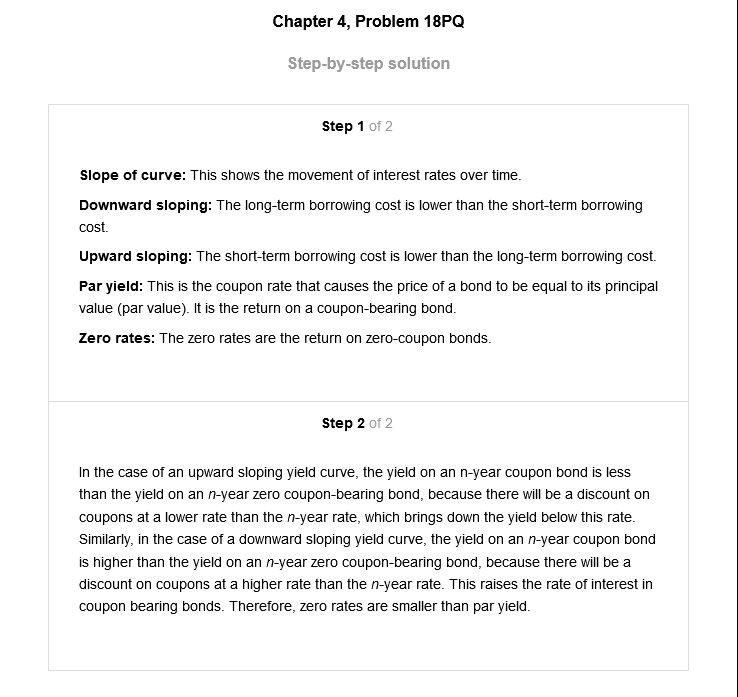 Chapter 4, Problem 18PQ
Step-by-step solution
Step 1 of 2
Slope of curve: This shows the movement of interest rates over time.
Downward sloping: The long-term borrowing cost is lower than the short-term borrowing
cost.
Upward sloping: The short-term borrowing cost is lower than the long-term borrowing cost.
Par yield: This is the coupon rate that causes the price of a bond to be equal to its principal
value (par value). It is the return on a coupon-bearing bond.
Zero rates: The zero rates are the return on zero-coupon bonds.
Step 2 of 2
In the case of an upward sloping yield curve, the yield on an n-year coupon bond is less
than the yield on an n-year zero coupon-bearing bond, because there will be a discount on
coupons at a lower rate than the n-year rate, which brings down the yield below this rate.
Similarly, in the case of a downward sloping yield curve, the yield on an n-year coupon bond
is higher than the yield on an n-year zero coupon-bearing bond, because there will be a
discount on coupons at a higher rate than the n-year rate. This raises the rate of interest in
coupon bearing bonds. Therefore, zero rates are smaller than par yield.